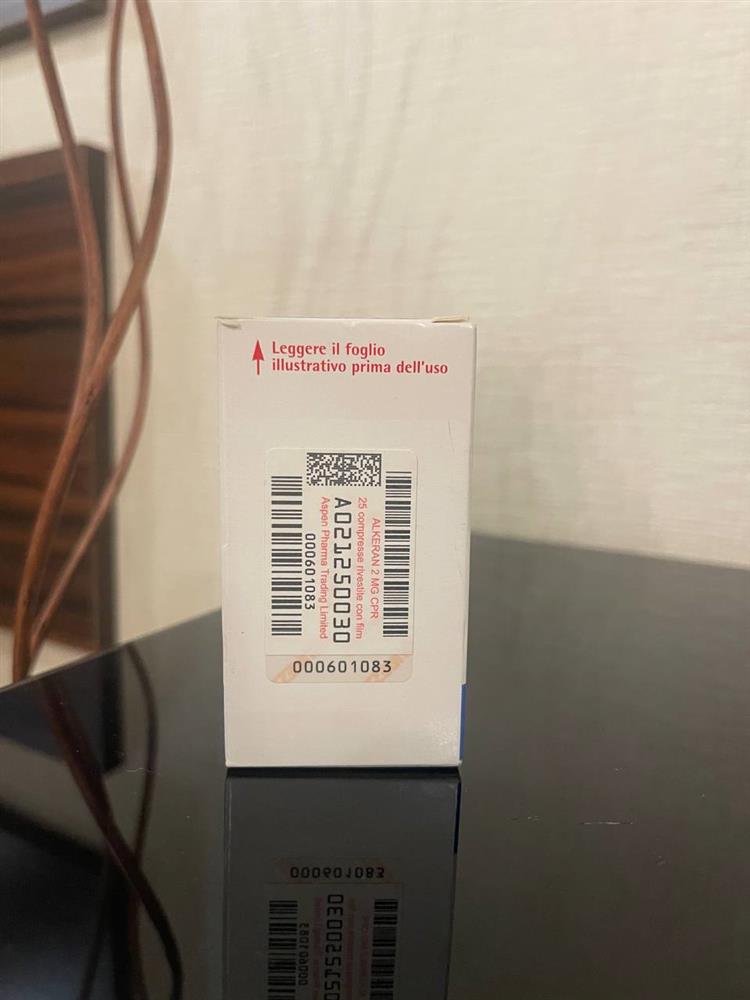 Leggere il foglio
illustrativo prima dell'uso
ALKERAN 2 MG CPR
25 compresse rivestite con film
A021250030
Aspen Pharma Trading Limited
000601083
000601083